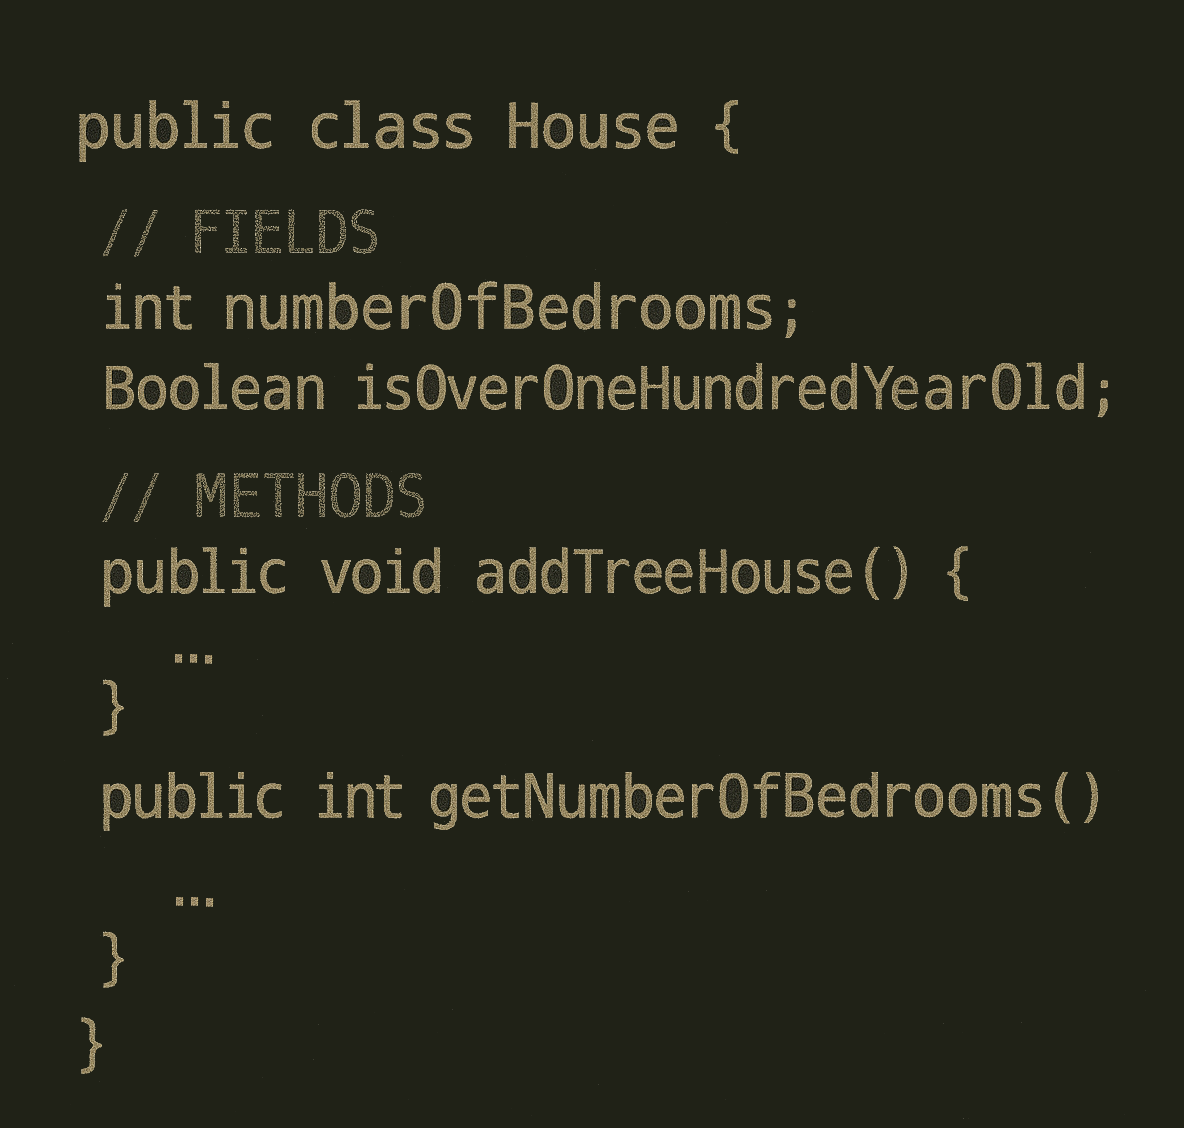 public class House {
// FIELDS
int numberOfBedrooms;
Boolean isOverOneHundredYearOld;
// METHODS
public void addTreeHouse() {
…
}
public int getNumberOfBedrooms()
…
}
}